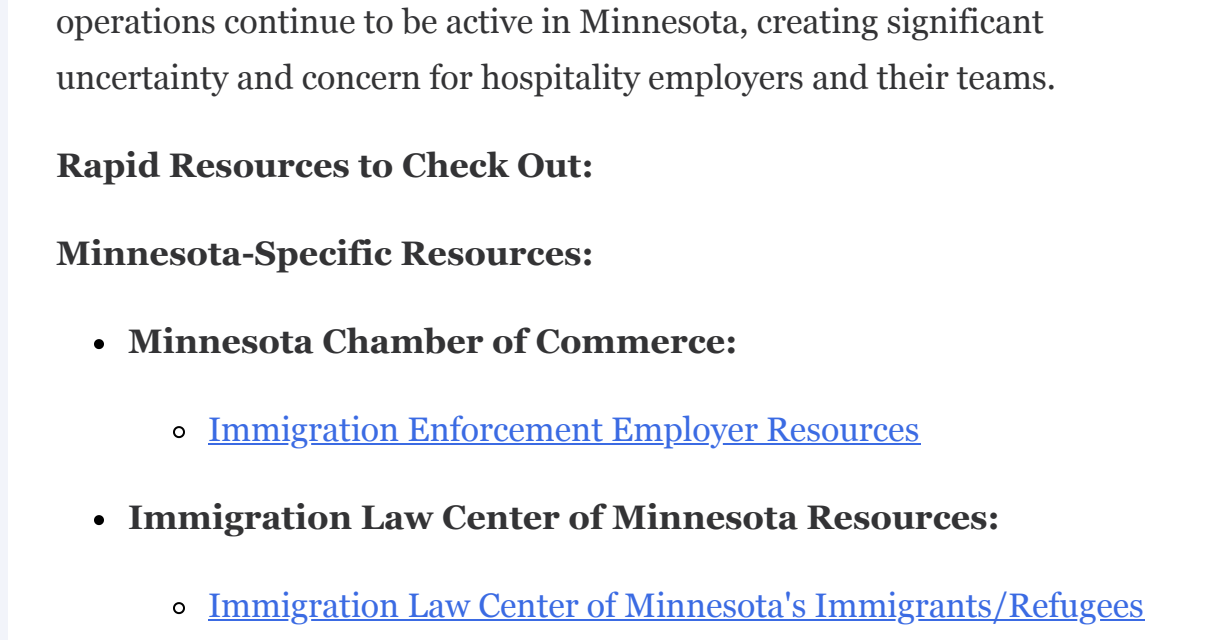 operations continue to be active in Minnesota, creating significant
uncertainty and concern for hospitality employers and their teams.
Rapid Resources to Check Out:
Minnesota-Specific Resources:
Minnesota Chamber of Commerce:
Immigration Enforcement Employer Resources
Immigration Law Center of Minnesota Resources:
Immigration Law Center of Minnesota's Immigrants/Refugees